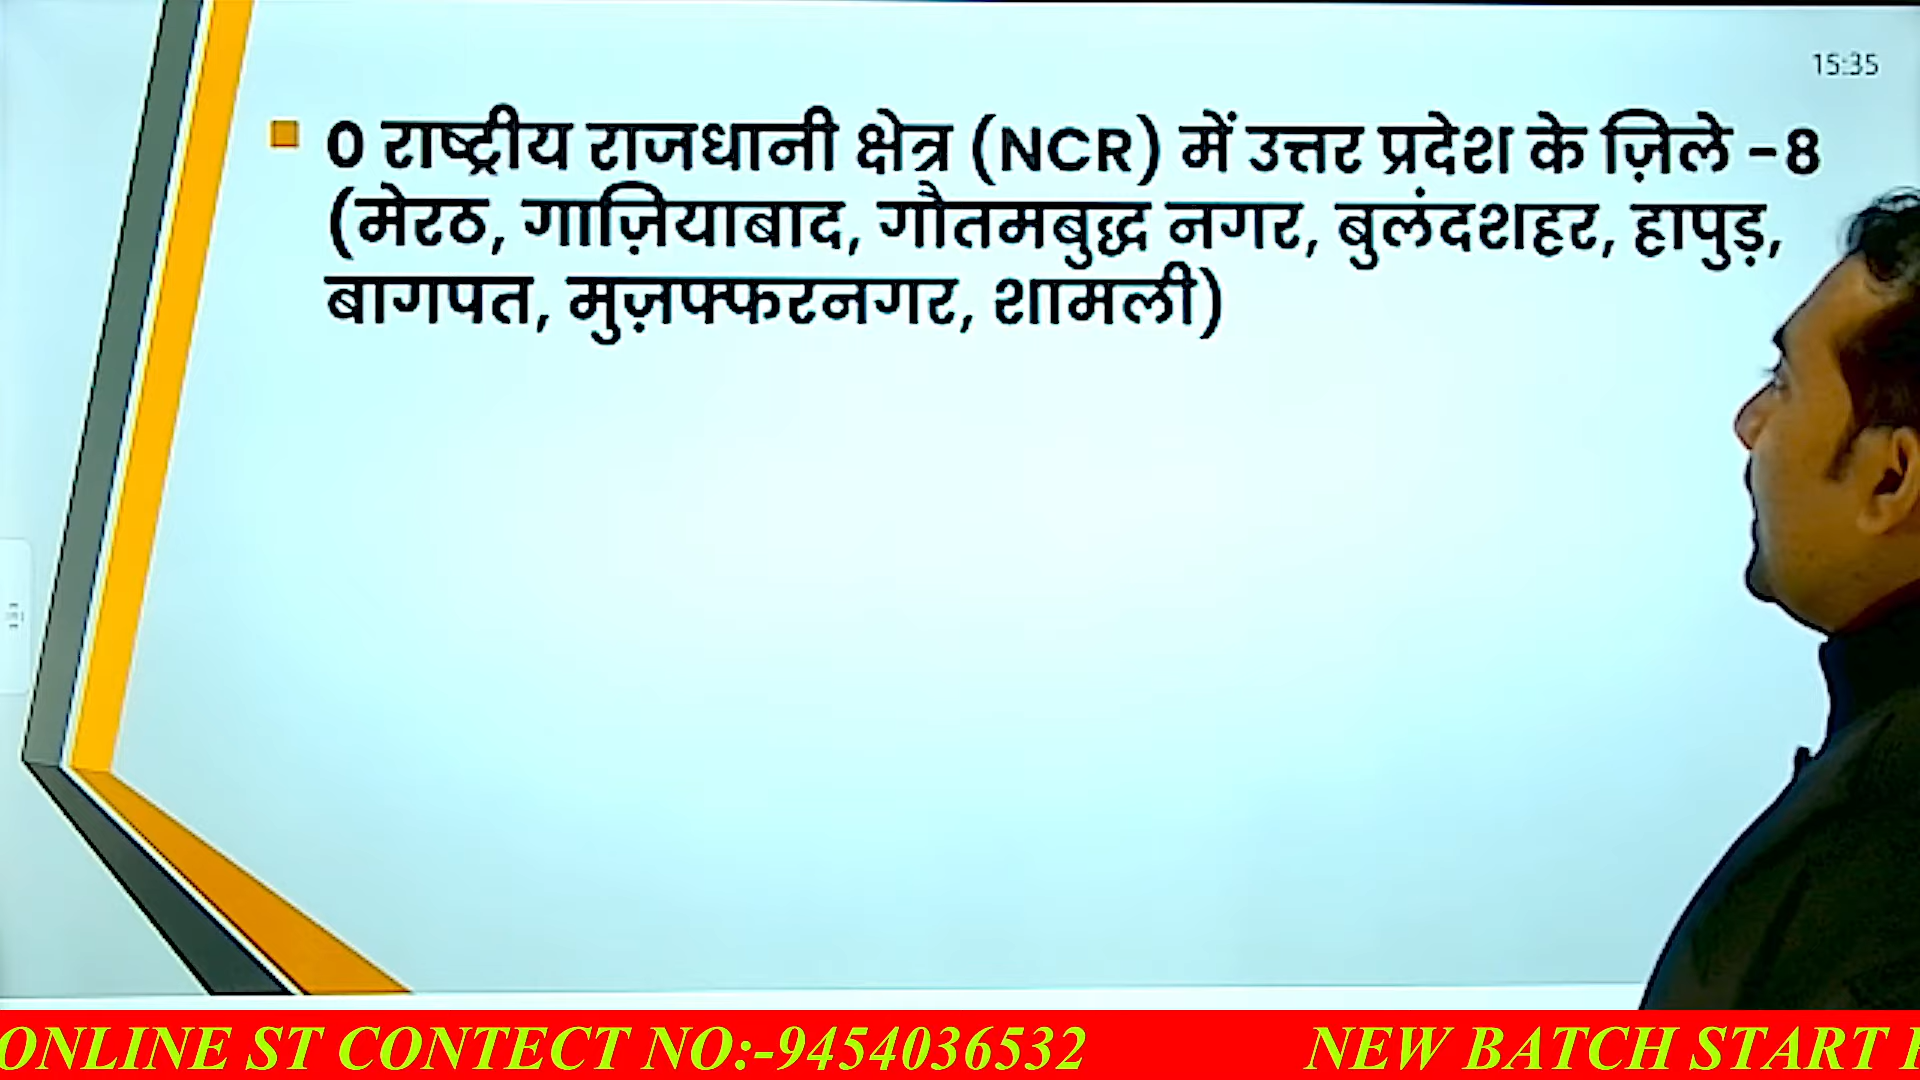 15:35
0 राष्ट्रीय राजधानी क्षेत्र (NCR) में उत्तर प्रदेश के ज़िले -8
(मेरठ, गाज़ियाबाद, गौतमबुद्ध नगर, बुलंदशहर, हापुड़,
बागपत, मुज़फ्फरनगर, शामली)
ONLINE ST CONTECT NO:-9454036532 NEW BATCH START